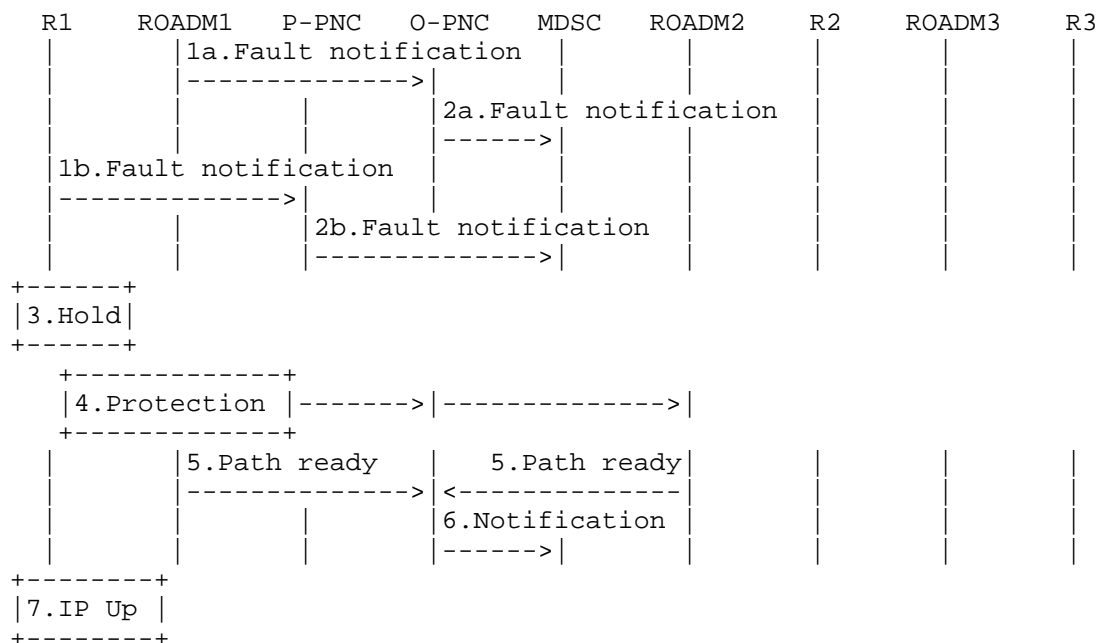 R1 ROADM1 P-PNC O-PNC MDSC ROADM2 R2 ROADM3 R3
1a.Fault notification
2a.Fault notification
1b.Fault notification
2b.Fault notification
3.Hold
4.Protection
5.Path ready 5.Path ready
6.Notification
7.IP Up